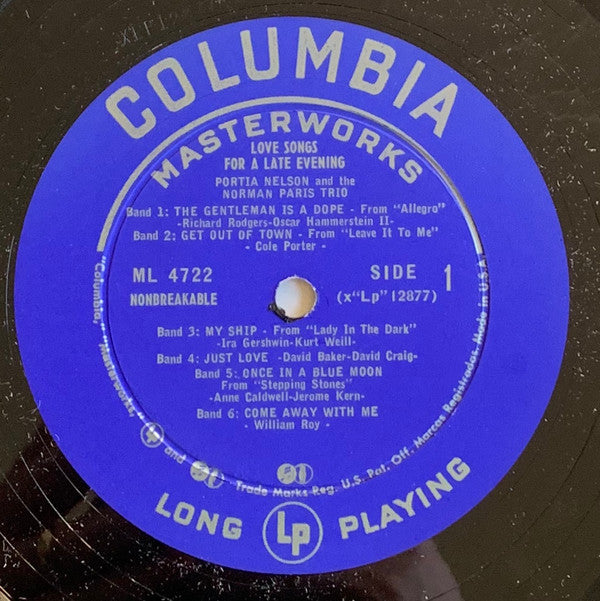 COLUMBIA
MASTERWORKS
LOVE SONGS
FOR A LATE EVENING
PORTIA NELSON and the
NORMAN PARIS TRIO
Band 1: THE GENTLEMAN IS A DOPE - From "Allegro"
-Richard Rodgers-Oscar Hammerstein II-
Band 2: GET OUT OF TOWN - From "Leave It To Me"
- Cole Porter -
ML 4722
NONBREAKABLE
SIDE 1
(x"Lp" 12877)
Band 3: MY SHIP - From "Lady In The Dark"
-Ira Gershwin-Kurt Weill-
Band 4: JUST LOVE -David Baker-David Craig-
Band 5: ONCE IN A BLUE MOON
From "Stepping Stones"
-Anne Caldwell-Jerome Kern-
Band 6: COME AWAY WITH ME
- William Roy -
"Columbia," "Masterworks," and Trade Marks Reg. U.S. Pat. Off. Marcas Registradas Made in U.S.A.
LONG Lp PLAYING